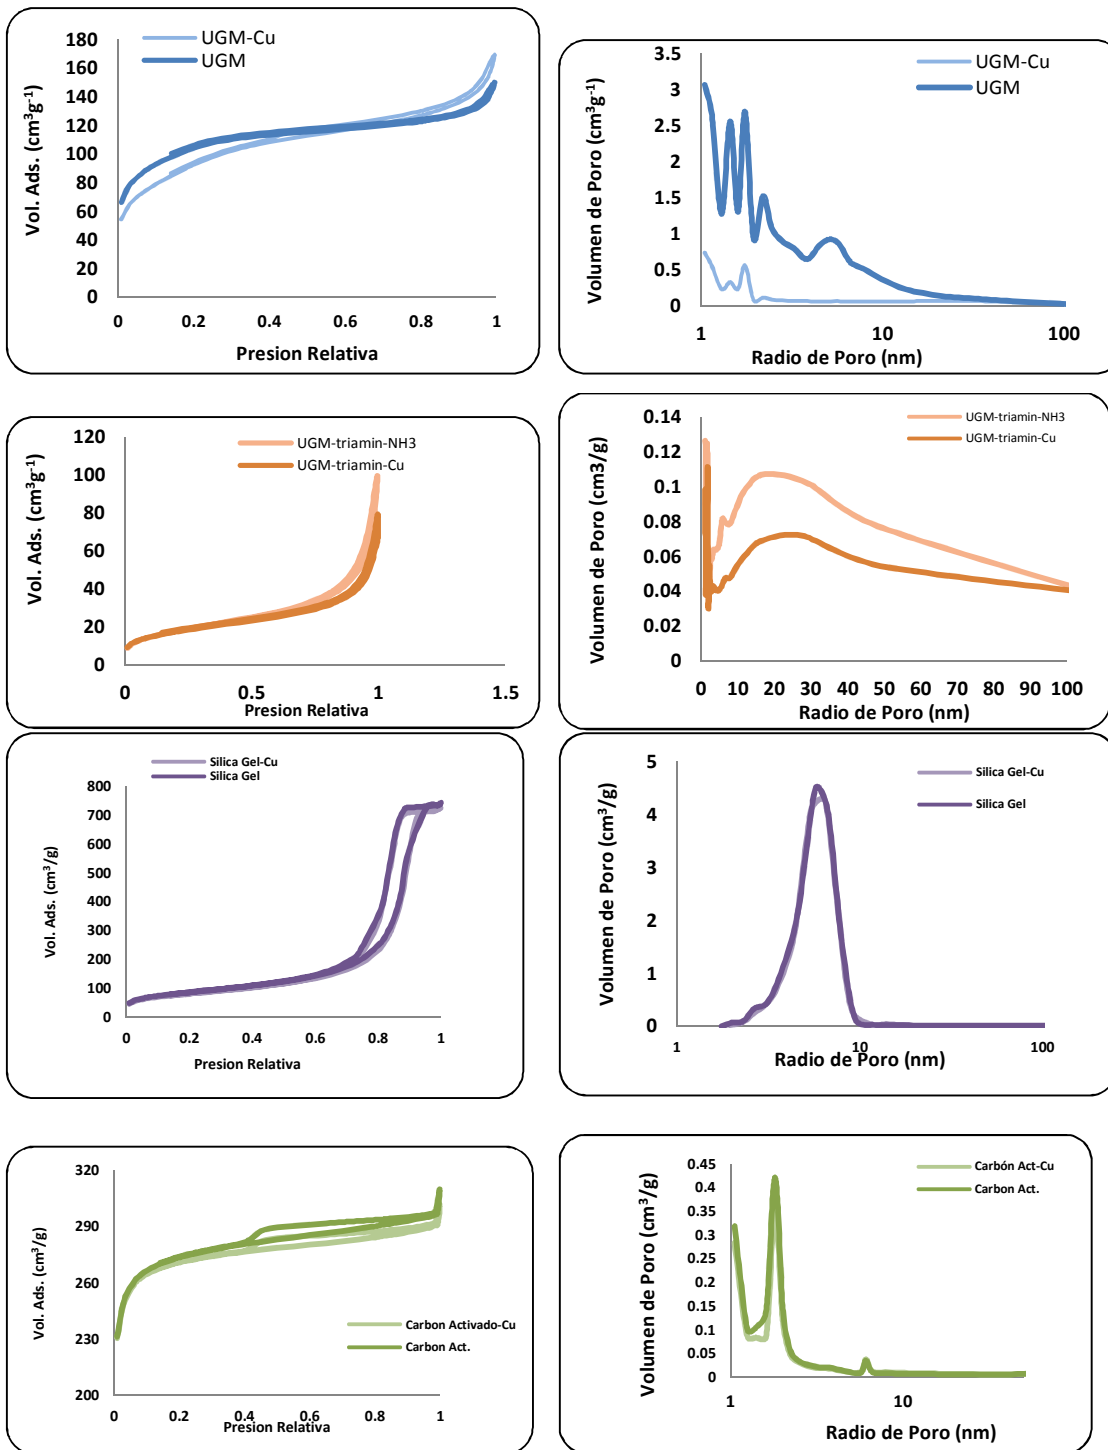 UGM-Cu
UGM
Vol. Ads. (cm³g⁻¹)
180
160
140
120
100
80
60
40
20
0
0 0.2 0.4 0.6 0.8 1
Presion Relativa
UGM-Cu
UGM
Volumen de Poro (cm³g⁻¹)
3.5
3
2.5
2
1.5
1
0.5
0
1 10 100
Radio de Poro (nm)
UGM-triamin-NH3
UGM-triamin-Cu
Vol. Ads. (cm³g⁻¹)
120
100
80
60
40
20
0
0 0.5 1 1.5
Presion Relativa
UGM-triamin-NH3
UGM-triamin-Cu
Volumen de Poro (cm3/g)
0.14
0.12
0.1
0.08
0.06
0.04
0.02
0
0 10 20 30 40 50 60 70 80 90 100
Radio de Poro (nm)
Silica Gel-Cu
Silica Gel
Vol. Ads. (cm³/g)
800
700
600
500
400
300
200
100
0
0 0.2 0.4 0.6 0.8 1
Presion Relativa
Silica Gel-Cu
Silica Gel
Volumen de Poro (cm³/g)
5
4
3
2
1
0
1 10 100
Radio de Poro (nm)
Vol. Ads. (cm³/g)
320
290
260
230
200
Carbon Activado-Cu
Carbon Act.
0 0.2 0.4 0.6 0.8 1
Presion Relativa
Carbón Act-Cu
Carbon Act.
Volumen de Poro (cm³/g)
0.45
0.4
0.35
0.3
0.25
0.2
0.15
0.1
0.05
0
1 10
Radio de Poro (nm)